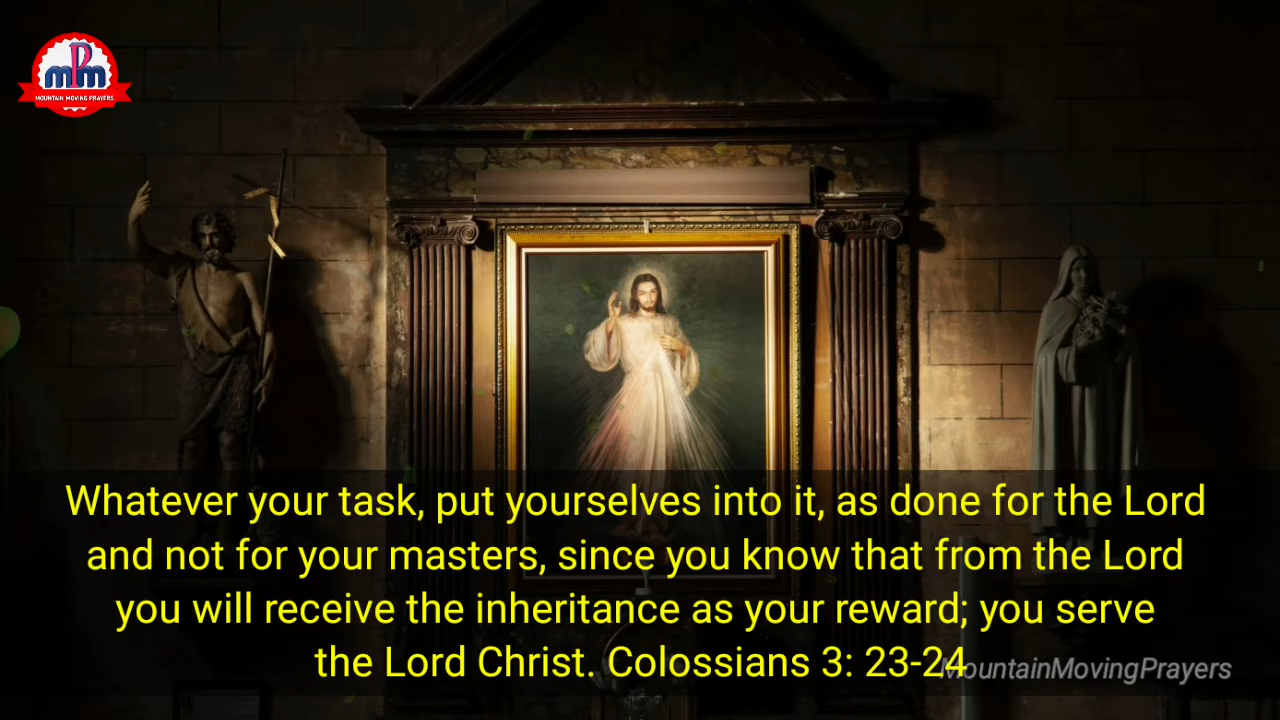 mPm
MOUNTAIN MOVING PRAYERS
Whatever your task, put yourselves into it, as done for the Lord
and not for your masters, since you know that from the Lord
you will receive the inheritance as your reward; you serve
the Lord Christ. Colossians 3: 23-24
MountainMovingPrayers